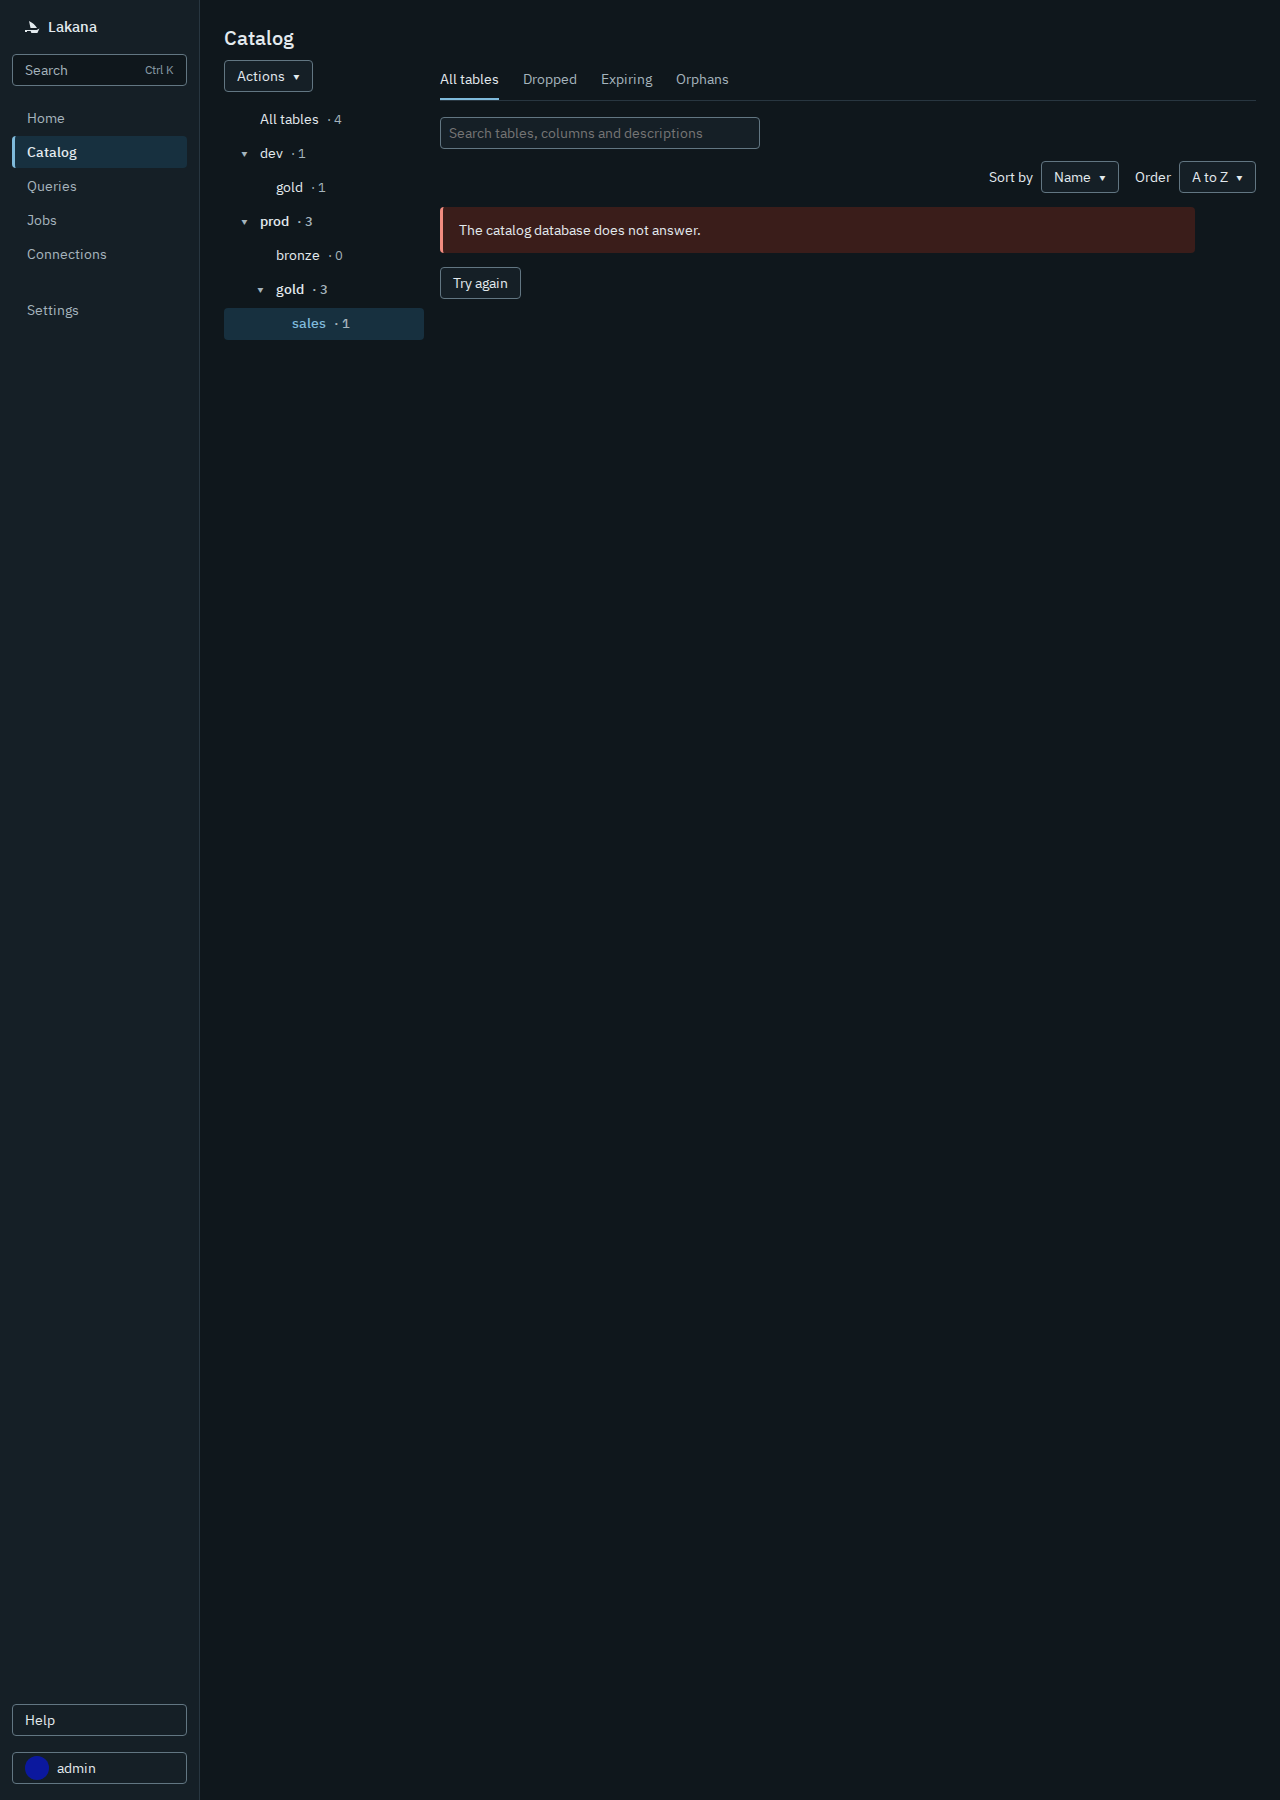 Lakana
Search Ctrl K
Home
Catalog
Queries
Jobs
Connections
Settings
Help
admin
Catalog
Actions ▾
All tables · 4
▾ dev · 1
gold · 1
▾ prod · 3
bronze · 0
▾ gold · 3
sales · 1
All tables Dropped Expiring Orphans
Search tables, columns and descriptions
Sort by Name ▾ Order A to Z ▾
The catalog database does not answer.
Try again